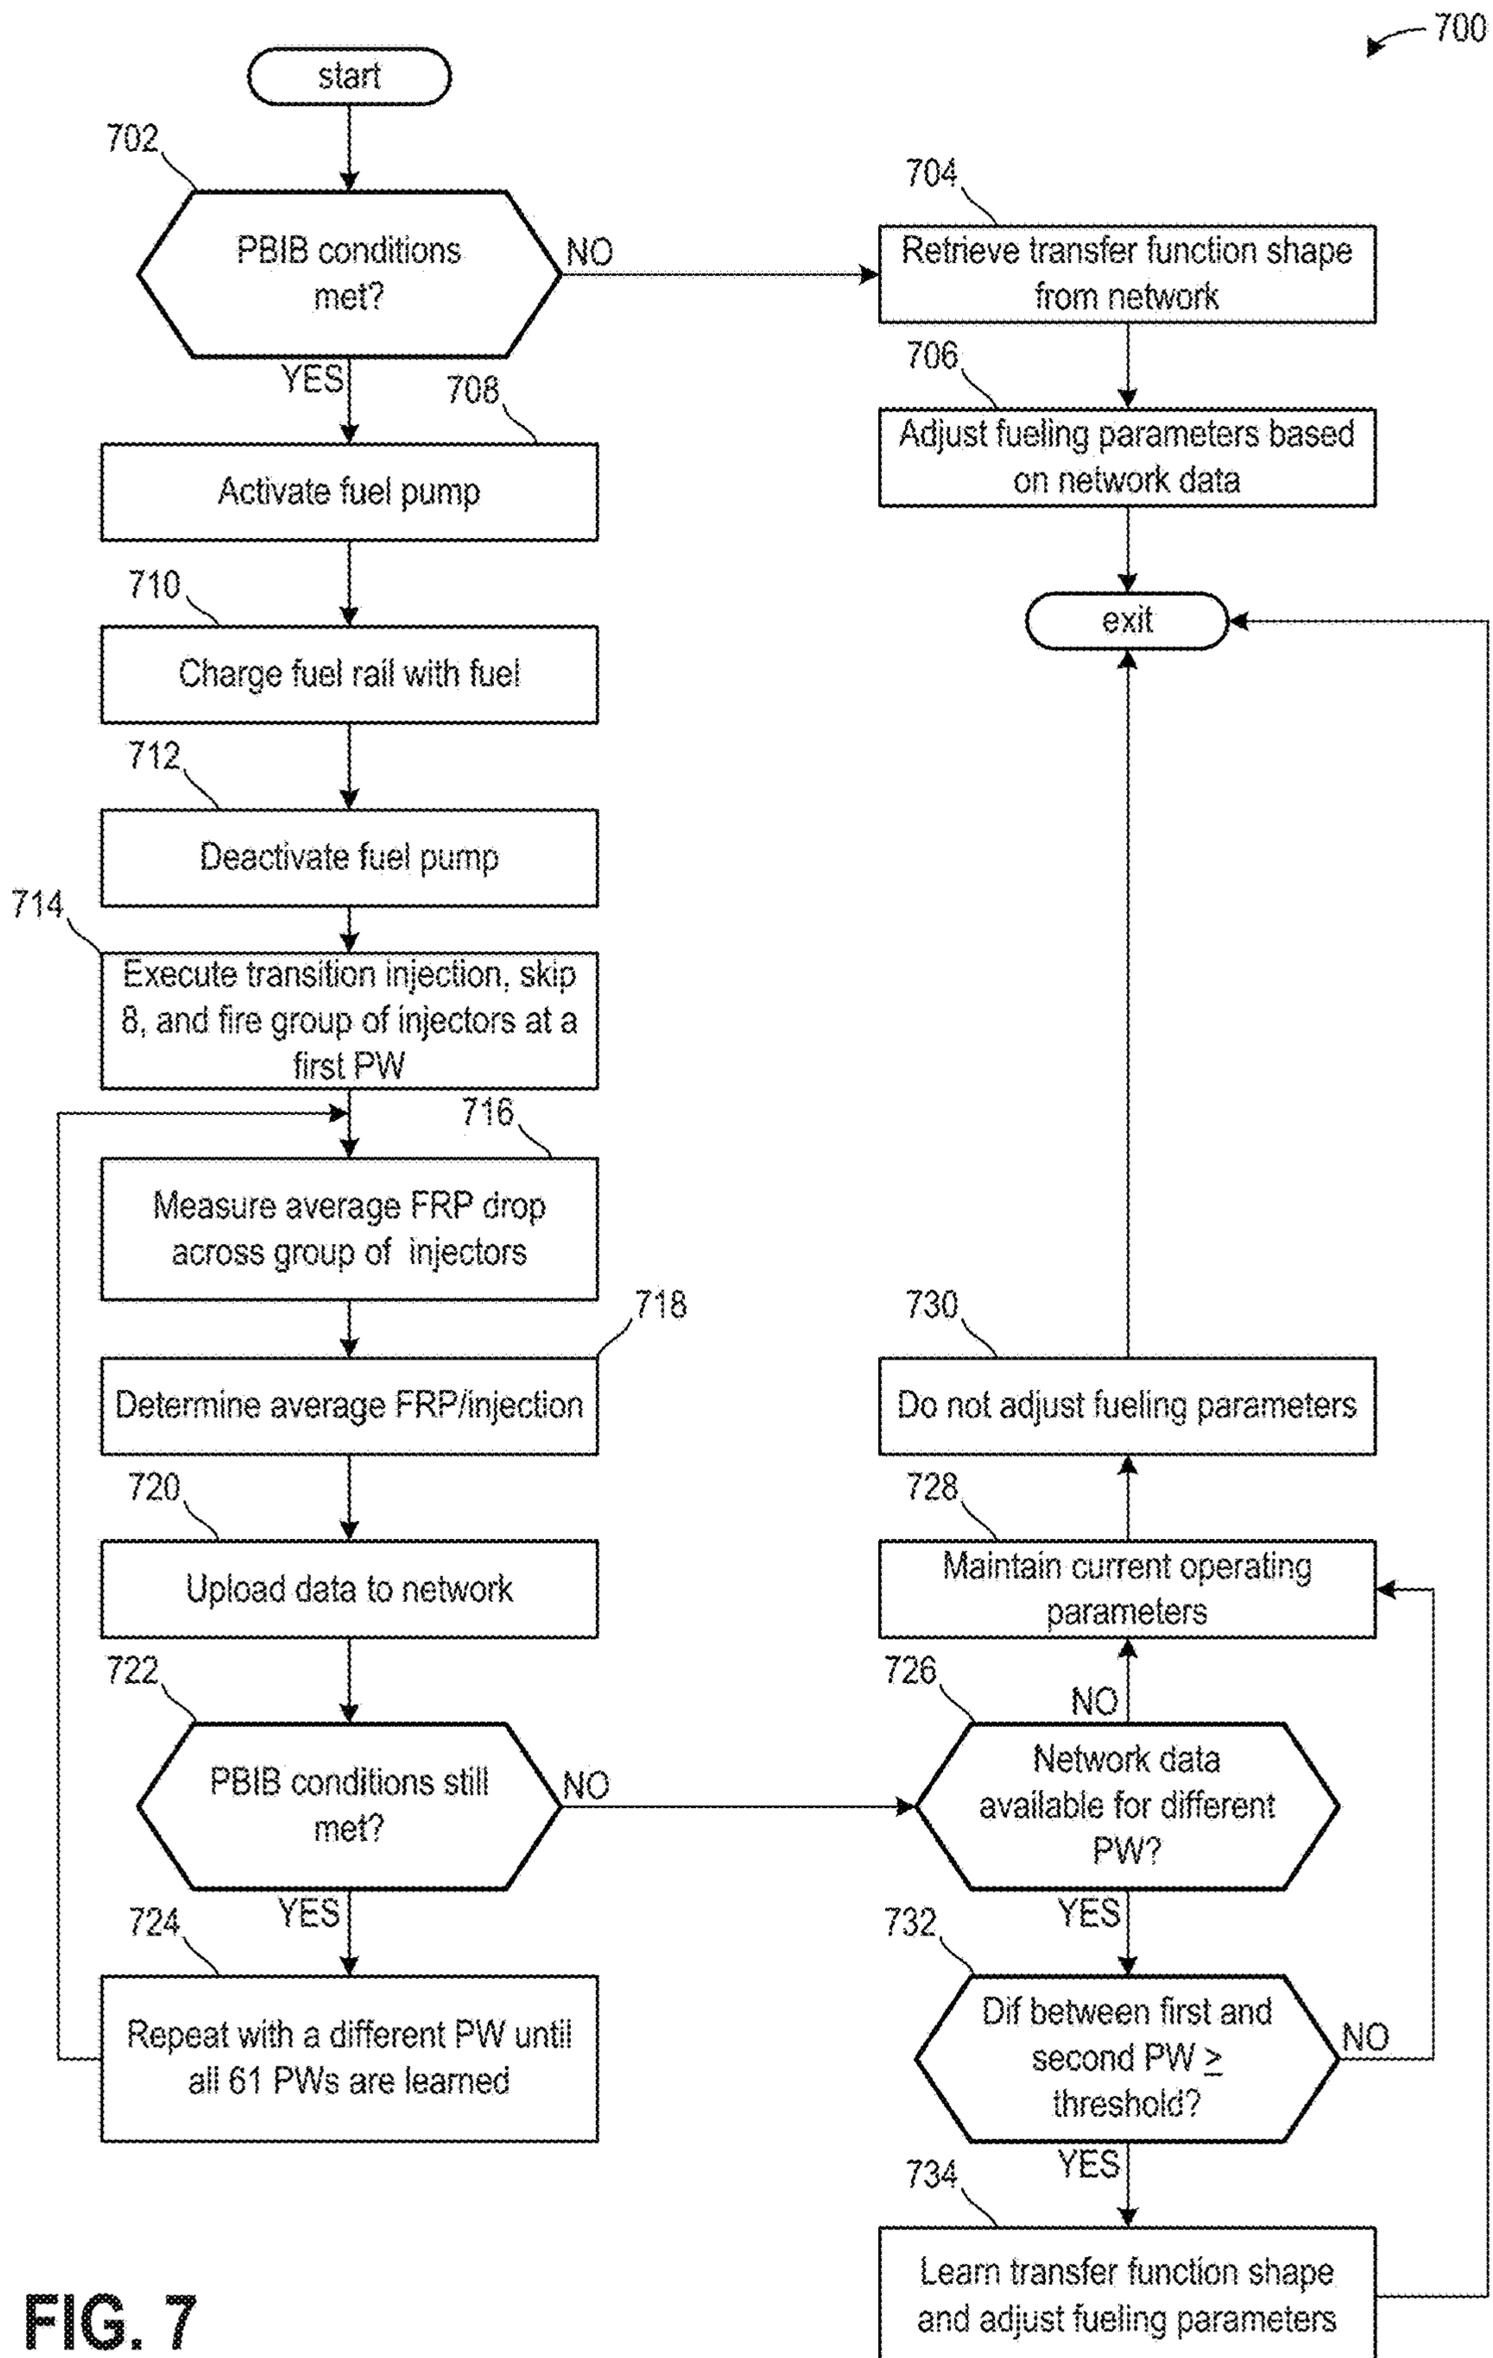 700
start
702
PBIB conditions
met?
NO
YES
704
Retrieve transfer function shape
from network
706
Adjust fueling parameters based
on network data
exit
708
Activate fuel pump
710
Charge fuel rail with fuel
712
Deactivate fuel pump
714
Execute transition injection, skip
8, and fire group of injectors at a
first PW
716
Measure average FRP drop
across group of injectors
718
Determine average FRP/injection
720
Upload data to network
722
PBIB conditions still
met?
NO
YES
724
Repeat with a different PW until
all 61 PWs are learned
730
Do not adjust fueling parameters
728
Maintain current operating
parameters
726
NO
Network data
available for different
PW?
YES
732
Dif between first and
second PW ≥
threshold?
NO
YES
734
Learn transfer function shape
and adjust fueling parameters
FIG. 7